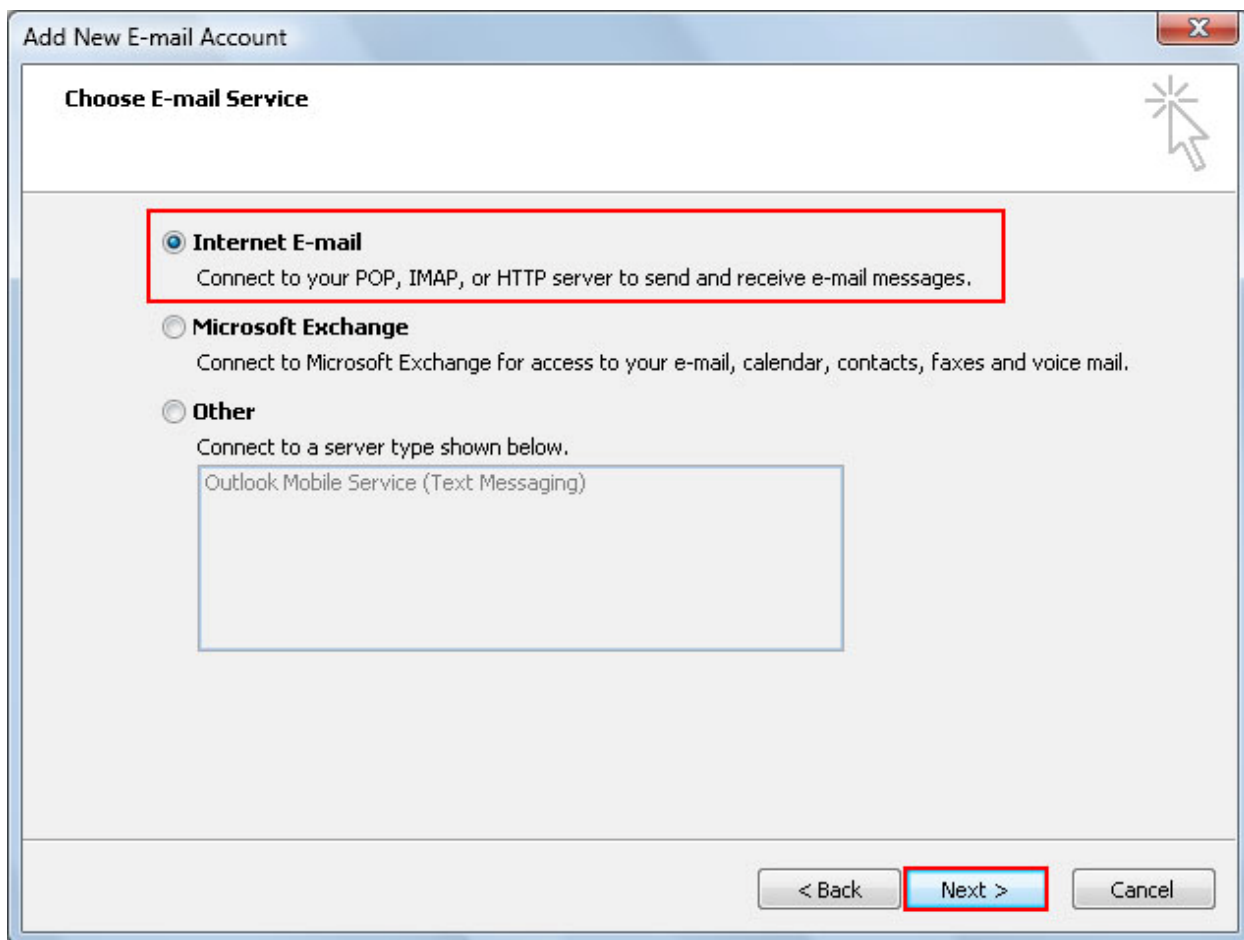 Add New E-mail Account
X
Choose E-mail Service
Internet E-mail
Connect to your POP, IMAP, or HTTP server to send and receive e-mail messages.
Microsoft Exchange
Connect to Microsoft Exchange for access to your e-mail, calendar, contacts, faxes and voice mail.
Other
Connect to a server type shown below.
Outlook Mobile Service (Text Messaging)
< Back Next > Cancel